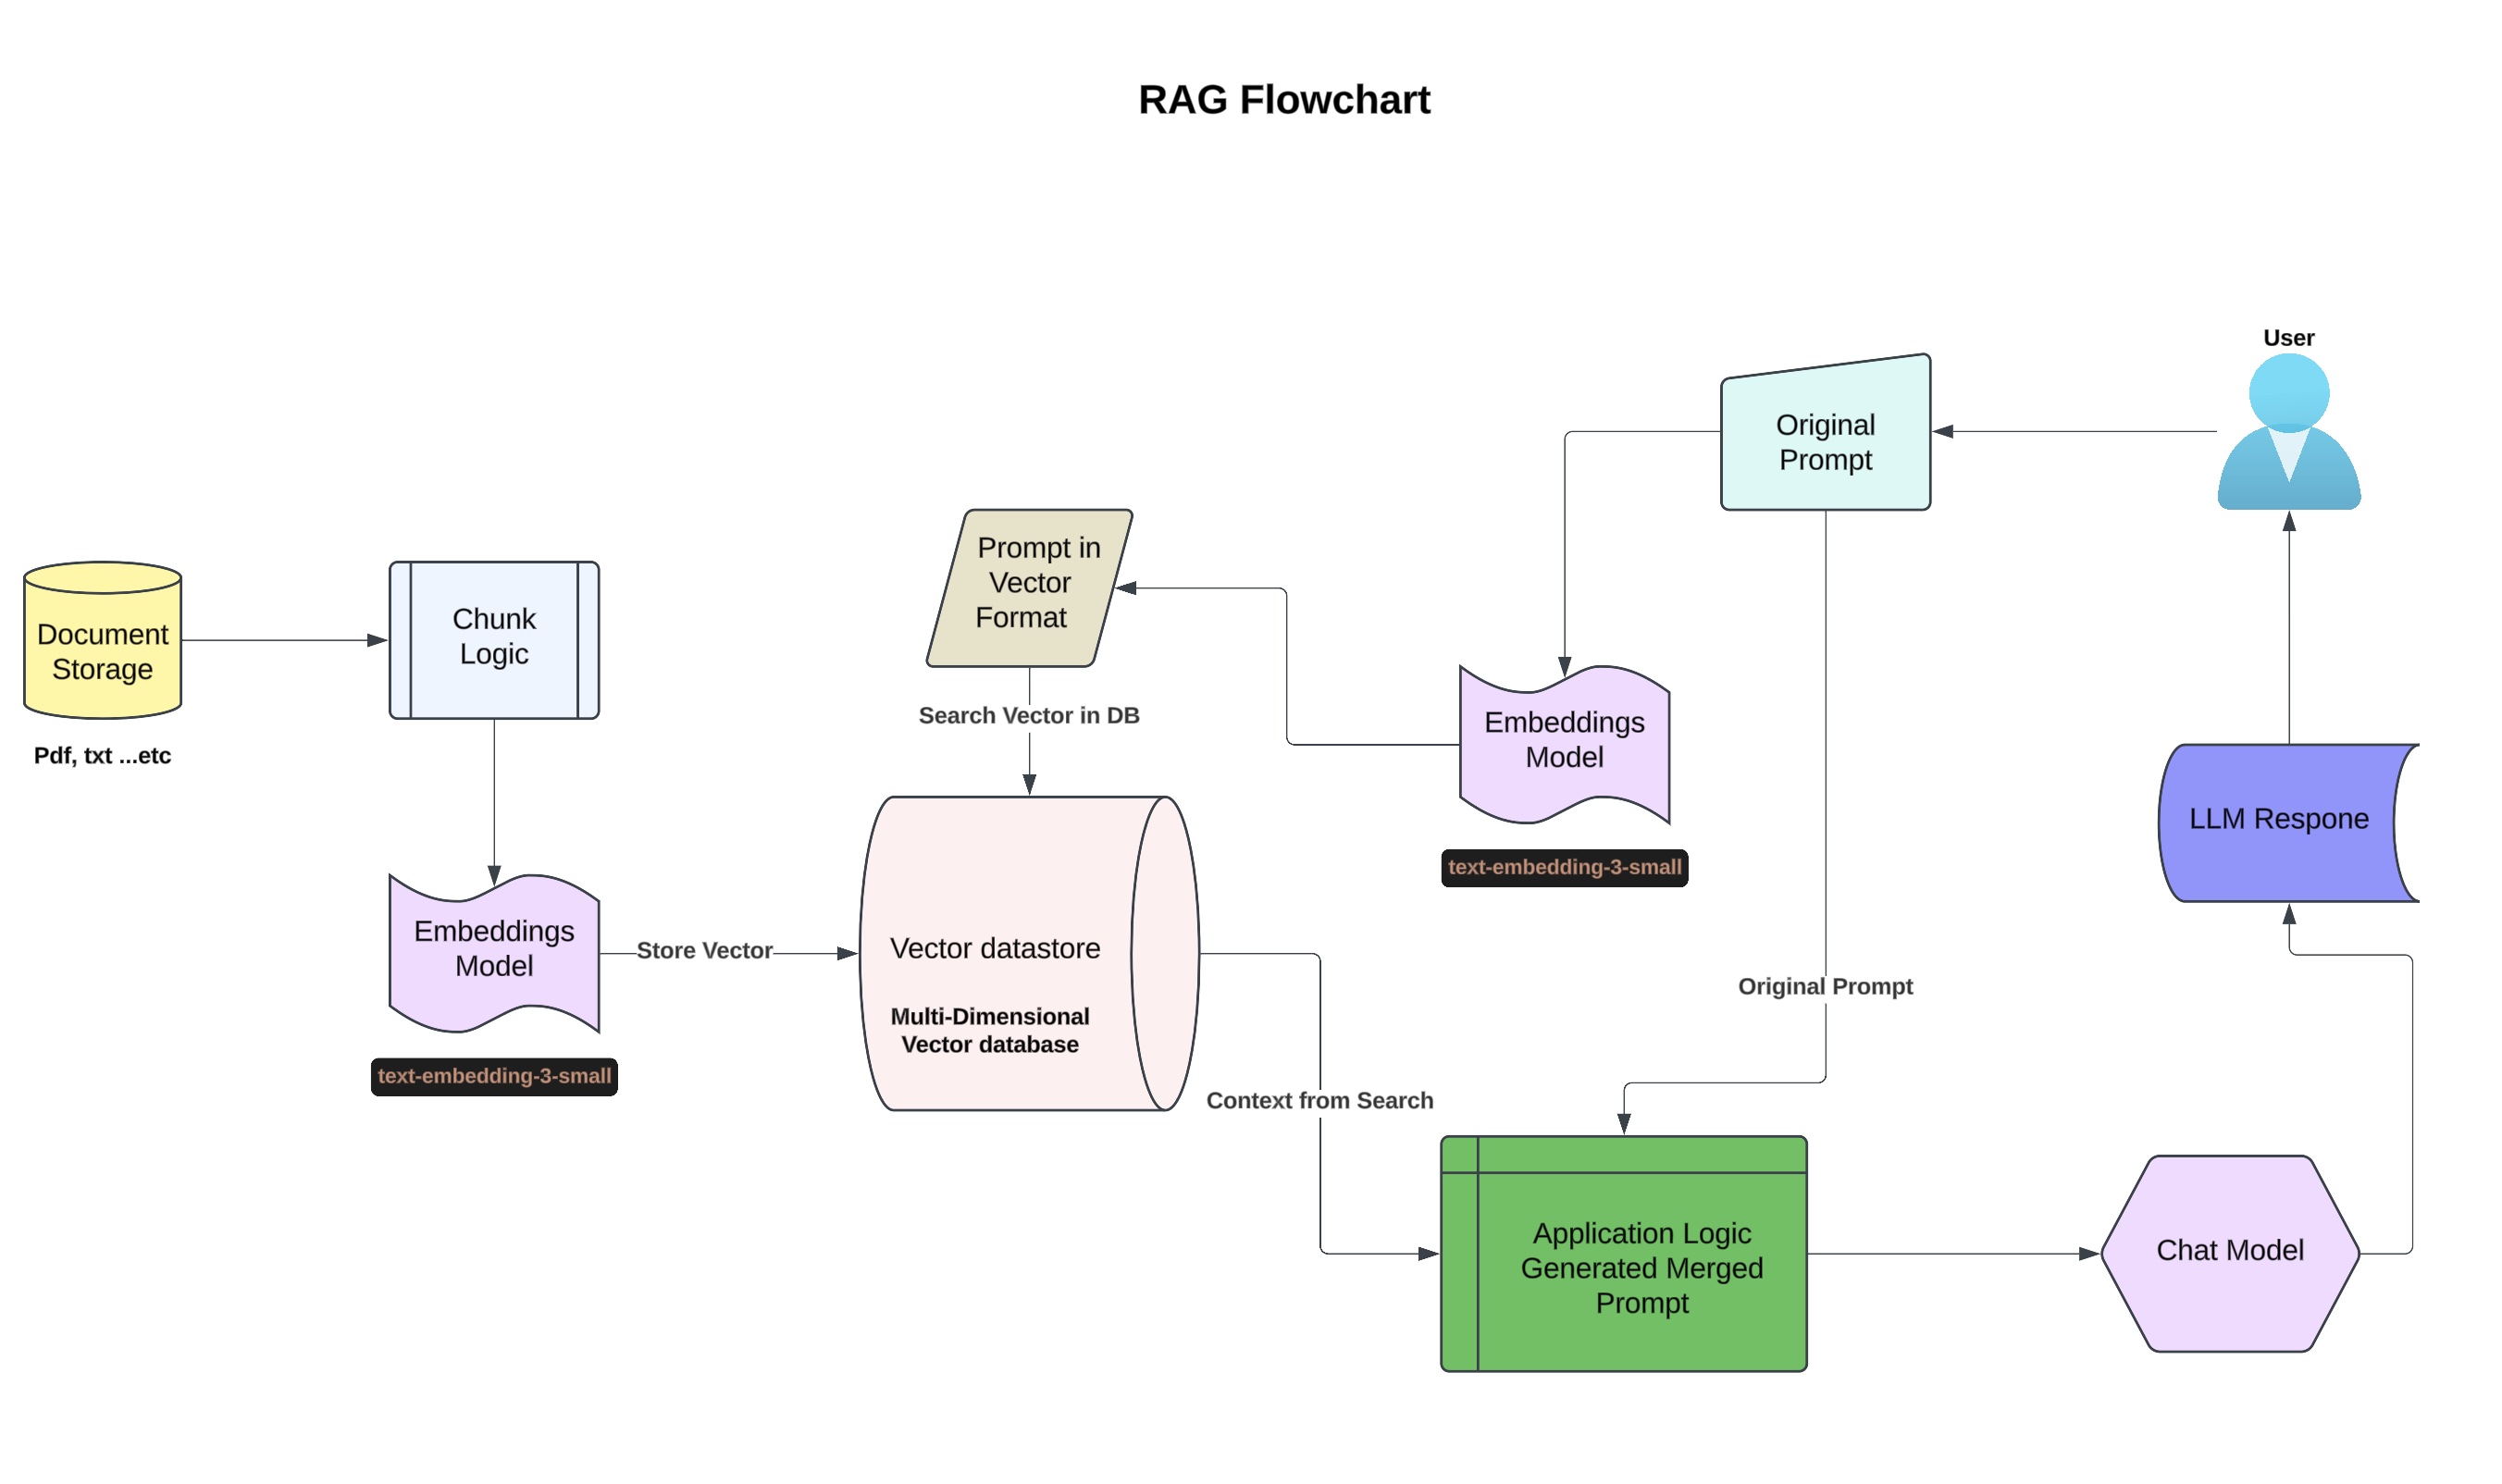 RAG Flowchart
User
Original
Prompt
Prompt in
Vector
Format
Document
Storage
Pdf, txt ...etc
Chunk
Logic
Search Vector in DB
Embeddings
Model
text-embedding-3-small
LLM Respone
Embeddings
Model
text-embedding-3-small
Store Vector
Vector datastore
Multi-Dimensional
Vector database
Original Prompt
Context from Search
Application Logic
Generated Merged
Prompt
Chat Model